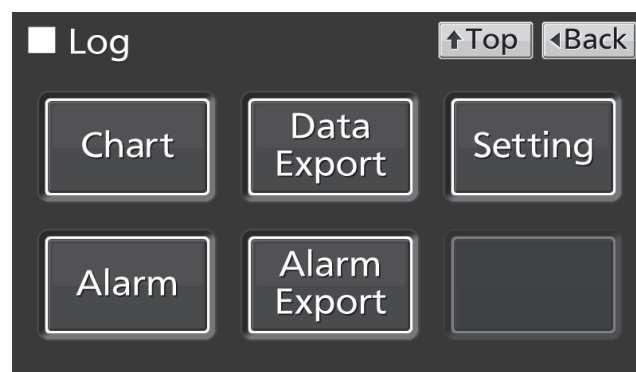 Log
↑Top
◂Back
Chart
Data
Export
Setting
Alarm
Alarm
Export